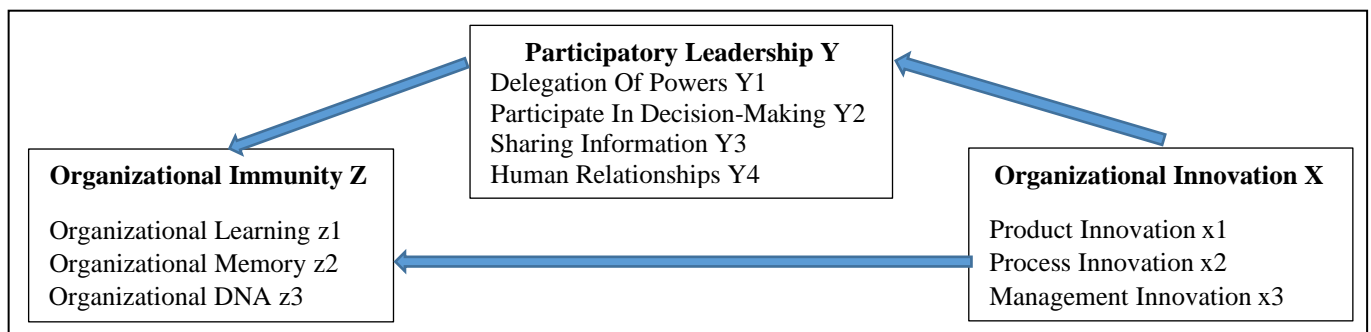 Participatory Leadership Y
Delegation Of Powers Y1
Participate In Decision-Making Y2
Sharing Information Y3
Human Relationships Y4
Organizational Immunity Z
Organizational Learning z1
Organizational Memory z2
Organizational DNA z3
Organizational Innovation X
Product Innovation x1
Process Innovation x2
Management Innovation x3